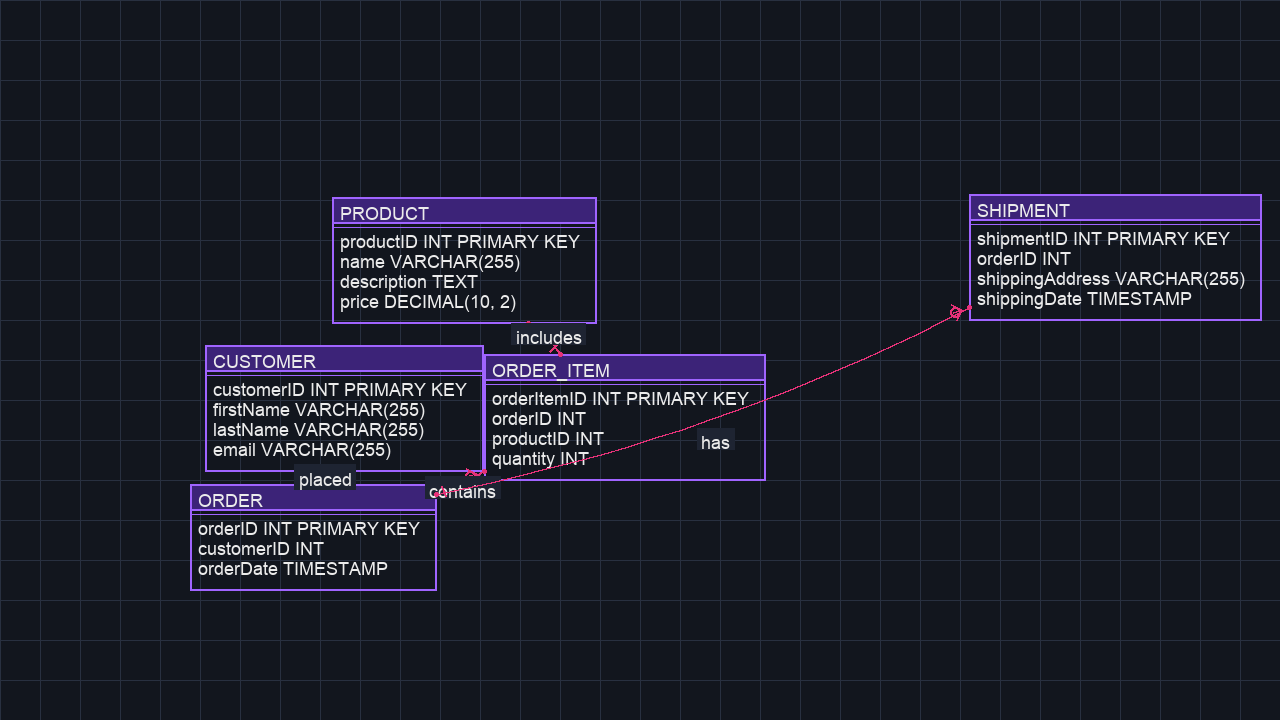 PRODUCT
productID INT PRIMARY KEY
name VARCHAR(255)
description TEXT
price DECIMAL(10, 2)
includes
SHIPMENT
shipmentID INT PRIMARY KEY
orderID INT
shippingAddress VARCHAR(255)
shippingDate TIMESTAMP
CUSTOMER
customerID INT PRIMARY KEY
firstName VARCHAR(255)
lastName VARCHAR(255)
email VARCHAR(255)
placed
ORDER_ITEM
orderItemID INT PRIMARY KEY
orderID INT
productID INT
quantity INT
has
contains
ORDER
orderID INT PRIMARY KEY
customerID INT
orderDate TIMESTAMP